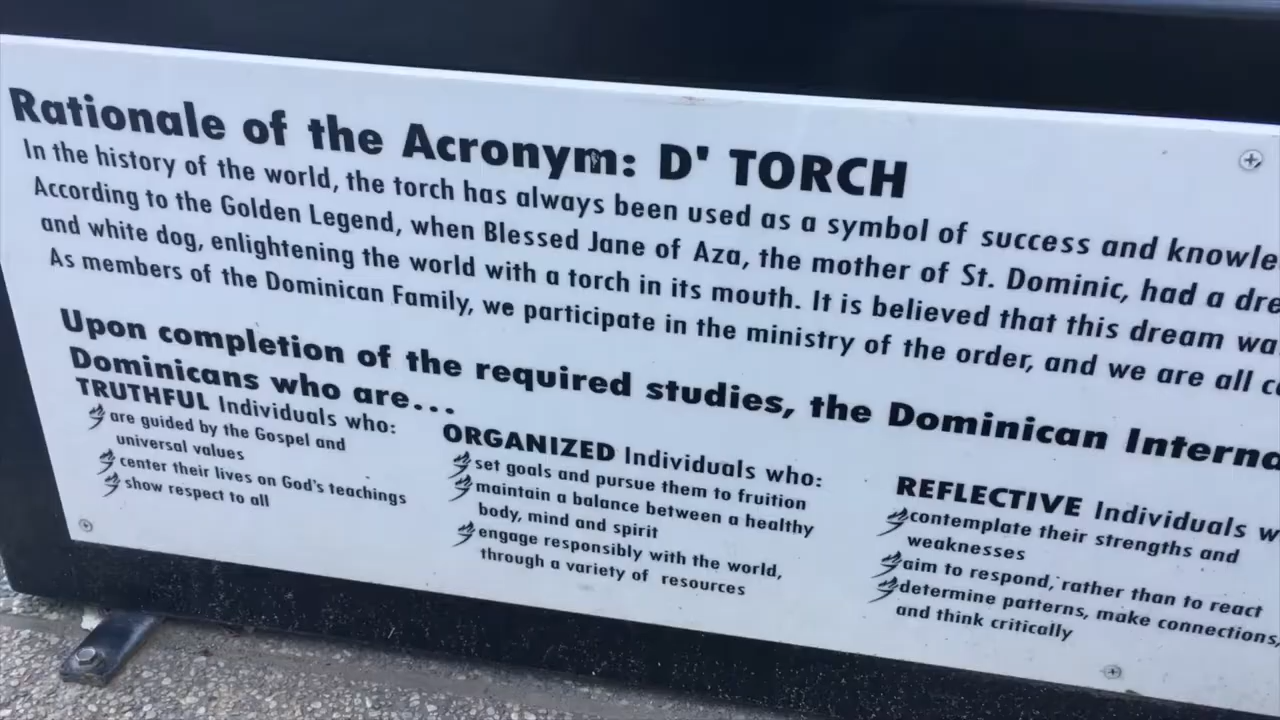 Rationale of the Acronym: D' TORCH
In the history of the world, the torch has always been used as a symbol of success and
According to the Golden Legend, when Blessed Jane of Aza, the mother of St. Dominic, had a
and white dog, enlightening the world with a torch in its mouth. It is believed that this dream
As members of the Dominican Family, we participate in the ministry of the order, and we are all
Upon completion of the required studies, the Dominican
Dominicans who are...
TRUTHFUL Individuals who:
are guided by the Gospel and
universal values
center their lives on God's teachings
show respect to all
ORGANIZED Individuals who:
set goals and pursue them to fruition
maintain a balance between a healthy
body, mind and spirit
engage responsibly with the world,
through a variety of resources
REFLECTIVE Individuals
contemplate their strengths and
weaknesses
aim to respond, rather than to react
determine patterns, make connections,
and think critically